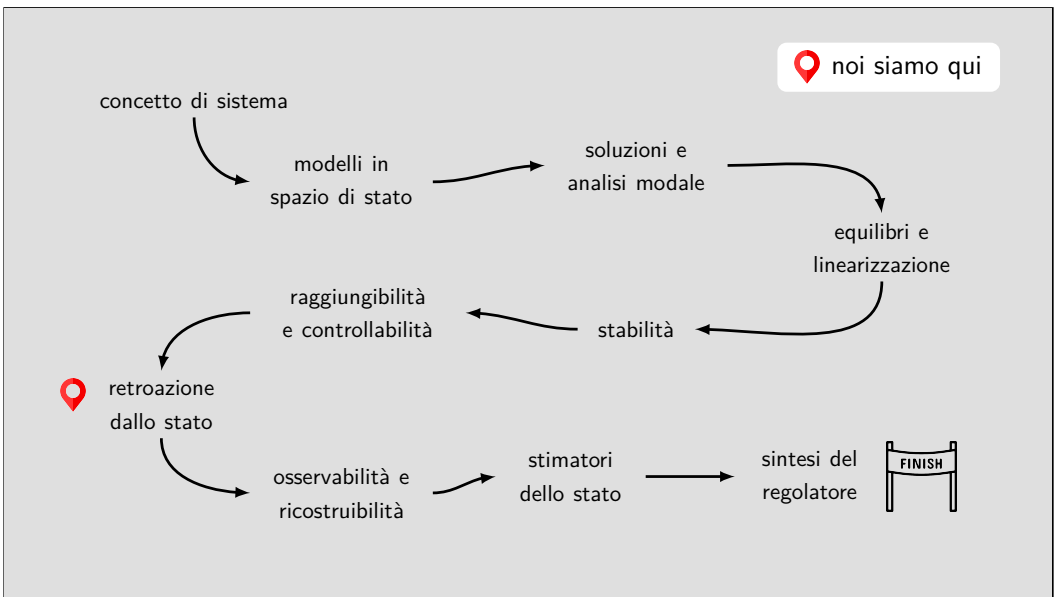 noi siamo qui
concetto di sistema
modelli in
spazio di stato
soluzioni e
analisi modale
equilibri e
linearizzazione
stabilità
raggiungibilità
e controllabilità
retroazione
dallo stato
osservabilità e
ricostruibilità
stimatori
dello stato
sintesi del
regolatore
FINISH